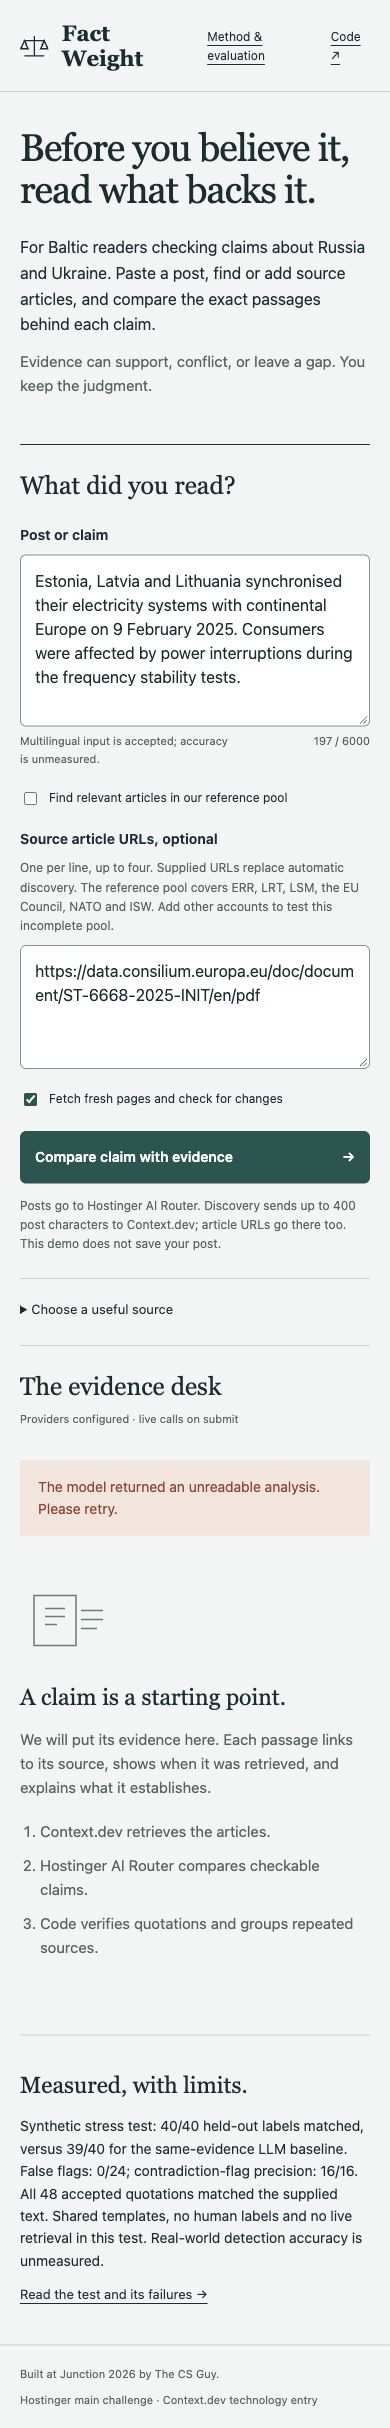 Fact
Weight
Method &
evaluation
Code
↗
Before you believe it,
read what backs it.
For Baltic readers checking claims about Russia
and Ukraine. Paste a post, find or add source
articles, and compare the exact passages
behind each claim.
Evidence can support, conflict, or leave a gap. You
keep the judgment.
What did you read?
Post or claim
Estonia, Latvia and Lithuania synchronised
their electricity systems with continental
Europe on 9 February 2025. Consumers
were affected by power interruptions during
the frequency stability tests.
Multilingual input is accepted; accuracy
is unmeasured.
197 / 6000
Find relevant articles in our reference pool
Source article URLs, optional
One per line, up to four. Supplied URLs replace automatic
discovery. The reference pool covers ERR, LRT, LSM, the EU
Council, NATO and ISW. Add other accounts to test this
incomplete pool.
https://data.consilium.europa.eu/doc/docum
ent/ST-6668-2025-INIT/en/pdf
Fetch fresh pages and check for changes
Compare claim with evidence →
Posts go to Hostinger AI Router. Discovery sends up to 400
post characters to Context.dev; article URLs go there too.
This demo does not save your post.
▶ Choose a useful source
The evidence desk
Providers configured · live calls on submit
The model returned an unreadable analysis.
Please retry.
A claim is a starting point.
We will put its evidence here. Each passage links
to its source, shows when it was retrieved, and
explains what it establishes.
1. Context.dev retrieves the articles.
2. Hostinger AI Router compares checkable
claims.
3. Code verifies quotations and groups repeated
sources.
Measured, with limits.
Synthetic stress test: 40/40 held-out labels matched,
versus 39/40 for the same-evidence LLM baseline.
False flags: 0/24; contradiction-flag precision: 16/16.
All 48 accepted quotations matched the supplied
text. Shared templates, no human labels and no live
retrieval in this test. Real-world detection accuracy is
unmeasured.
Read the test and its failures →
Built at Junction 2026 by The CS Guy.
Hostinger main challenge · Context.dev technology entry